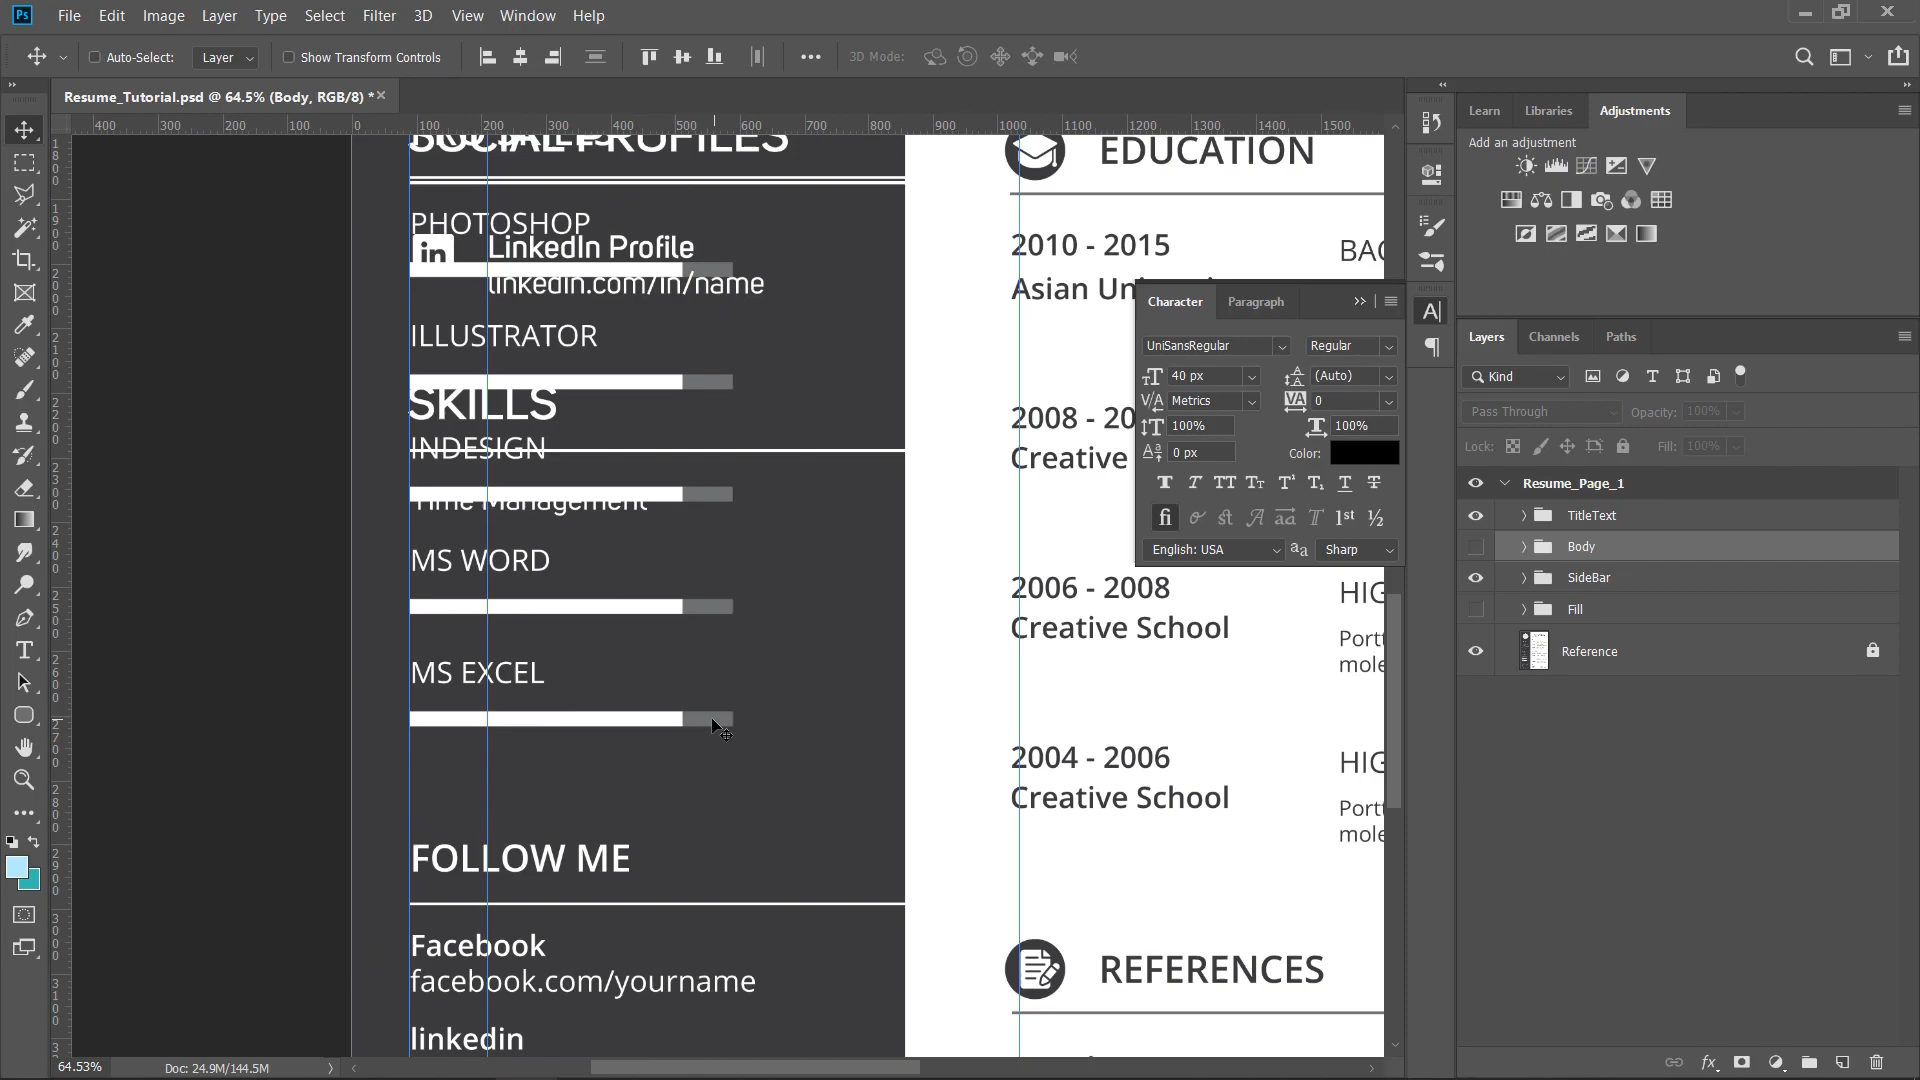 Ps File Edit Image Layer Type Select Filter 3D View Window Help
Auto-Select: Layer Show Transform Controls 3D Mode:
Resume_Tutorial.psd @ 64.5% (Body, RGB/8) *
400 300 200 100 0 100 200 300 400 500 600 700 800 900 1000 1100 1200 1300 1400 1500
SOCIAL PROFILES
PHOTOSHOP
in LinkedIn Profile
linkedin.com/in/name
ILLUSTRATOR
SKILLS
INDESIGN
Time Management
MS WORD
MS EXCEL
FOLLOW ME
Facebook
facebook.com/yourname
linkedin
EDUCATION
2010 - 2015
Asian
2008 -
Creative
2006 - 2008
Creative School
2004 - 2006
Creative School
REFERENCES
Character Paragraph
UniSansRegular Regular
40 px (Auto)
Metrics 0
100% 100%
0 px Color:
English: USA Sharp
Learn Libraries Adjustments
Add an adjustment
Layers Channels Paths
Kind
Pass Through Opacity: 100%
Lock: Fill: 100%
Resume_Page_1
TitleText
Body
SideBar
Fill
Reference
64.53% Doc: 24.9M/144.5M